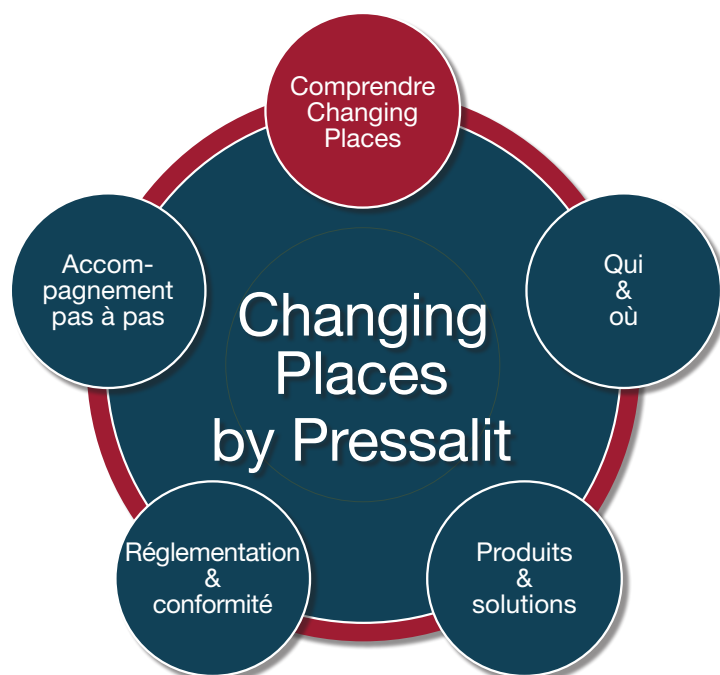 Comprendre
Changing
Places
Accom-
pagnement
pas à pas
Qui
&
où
Changing
Places
by Pressalit
Réglementation
&
conformité
Produits
&
solutions